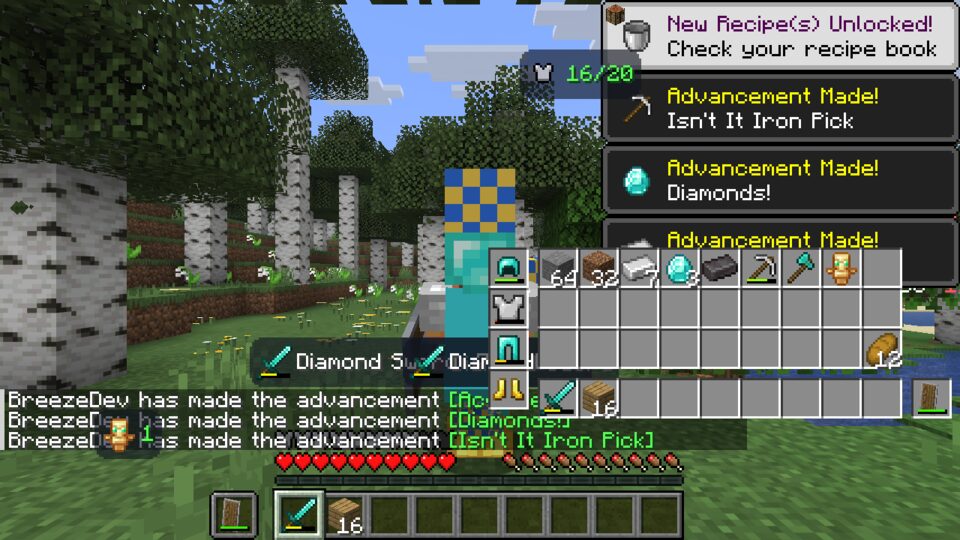 New Recipe(s) Unlocked!
Check your recipe book
16/20
Advancement Made!
Isn't It Iron Pick
Advancement Made!
Diamonds!
Advancement Made!
64 32 7 3
Diamond
12
BreezeDev has made the advancement
16
BreezeDev has made the advancement [Diamonds!]
has made the advancement [Isn't It Iron Pick]
1
16